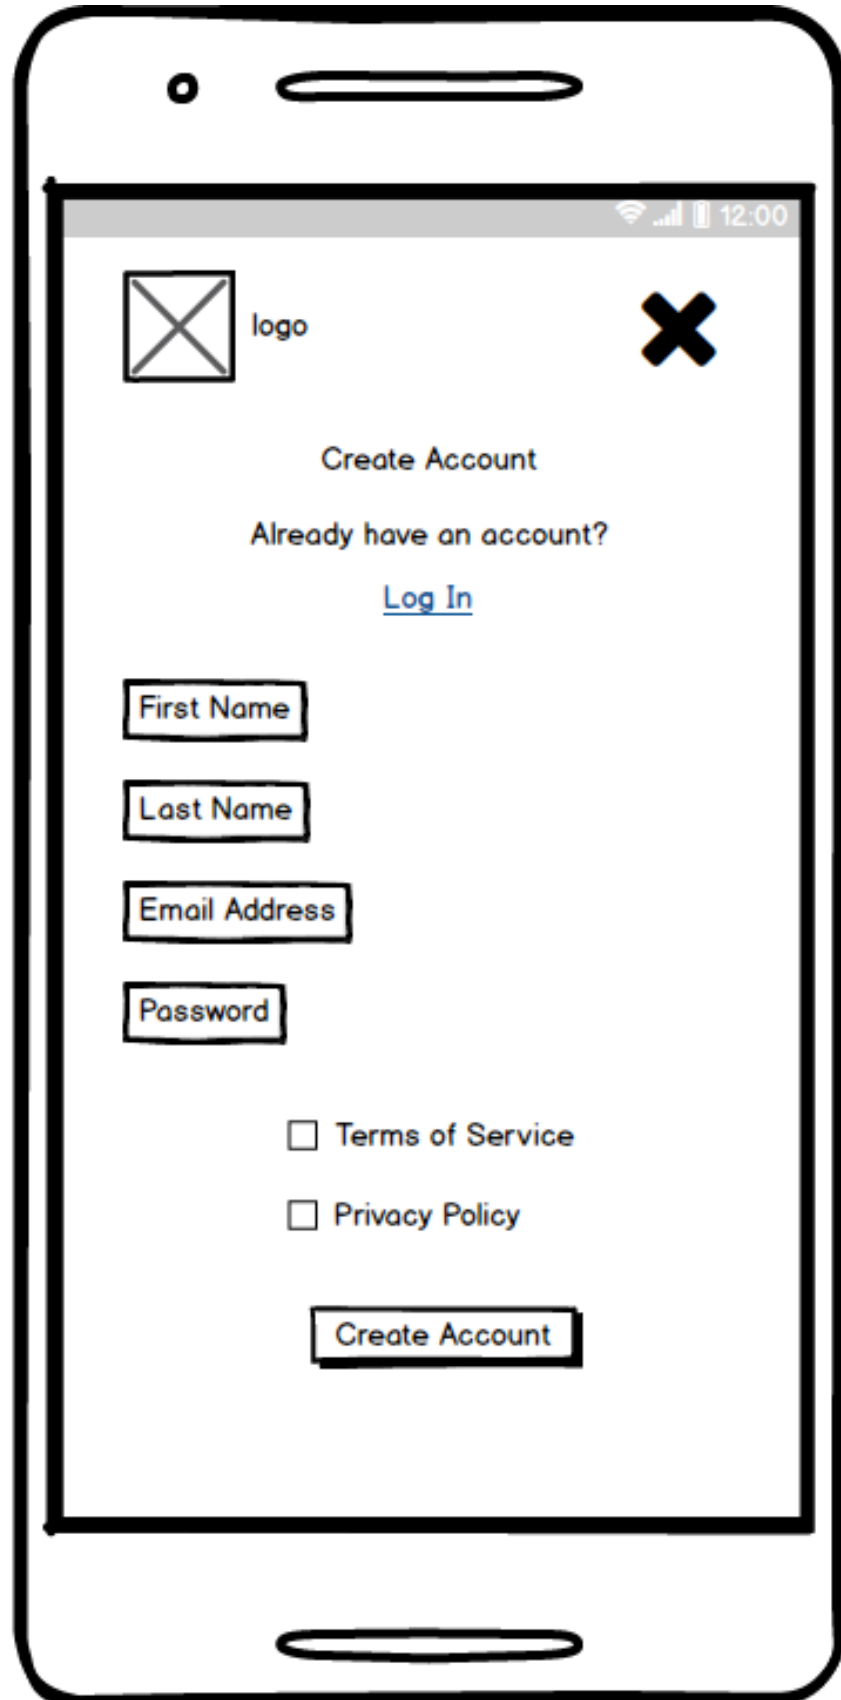 12:00
logo
Create Account
Already have an account?
Log In
First Name
Last Name
Email Address
Password
Terms of Service
Privacy Policy
Create Account